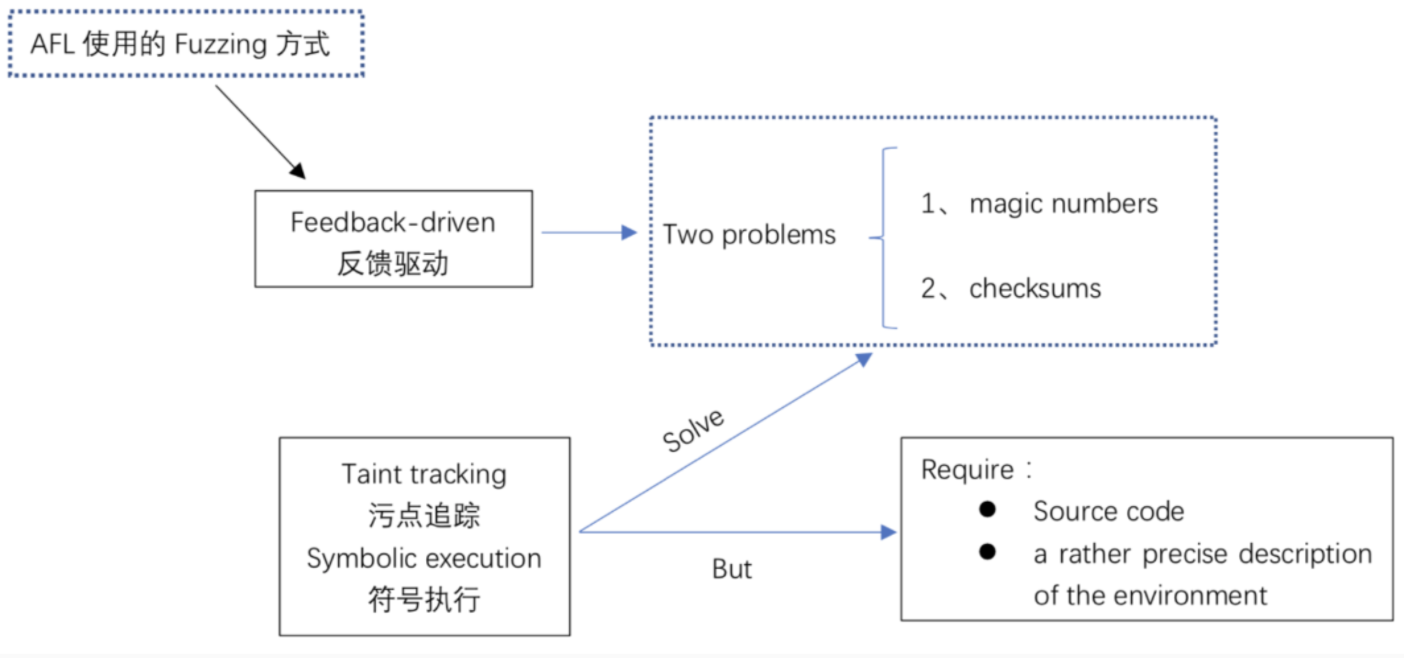 AFL 使用的 Fuzzing 方式
Feedback-driven
反馈驱动
Two problems
1、 magic numbers
2、 checksums
Solve
Taint tracking
污点追踪
Symbolic execution
符号执行
But
Require：
● Source code
● a rather precise description
of the environment